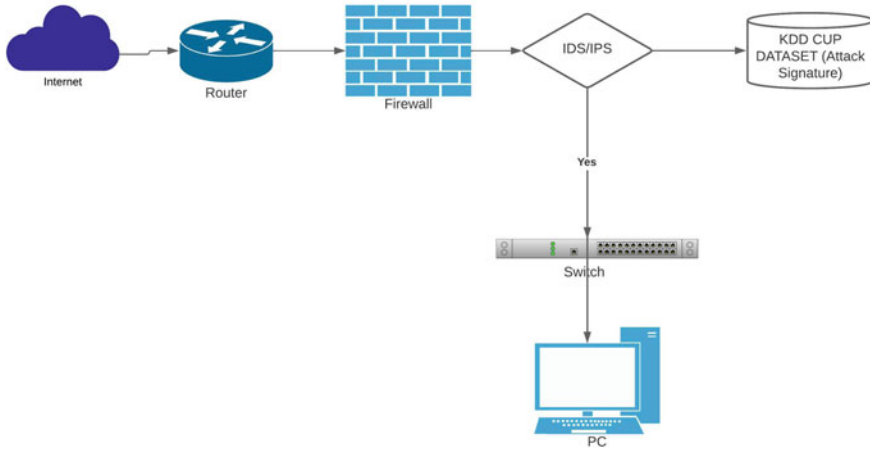 Internet
Router
Firewall
IDS/IPS
KDD CUP
DATASET (Attack
Signature)
Yes
Switch
PC